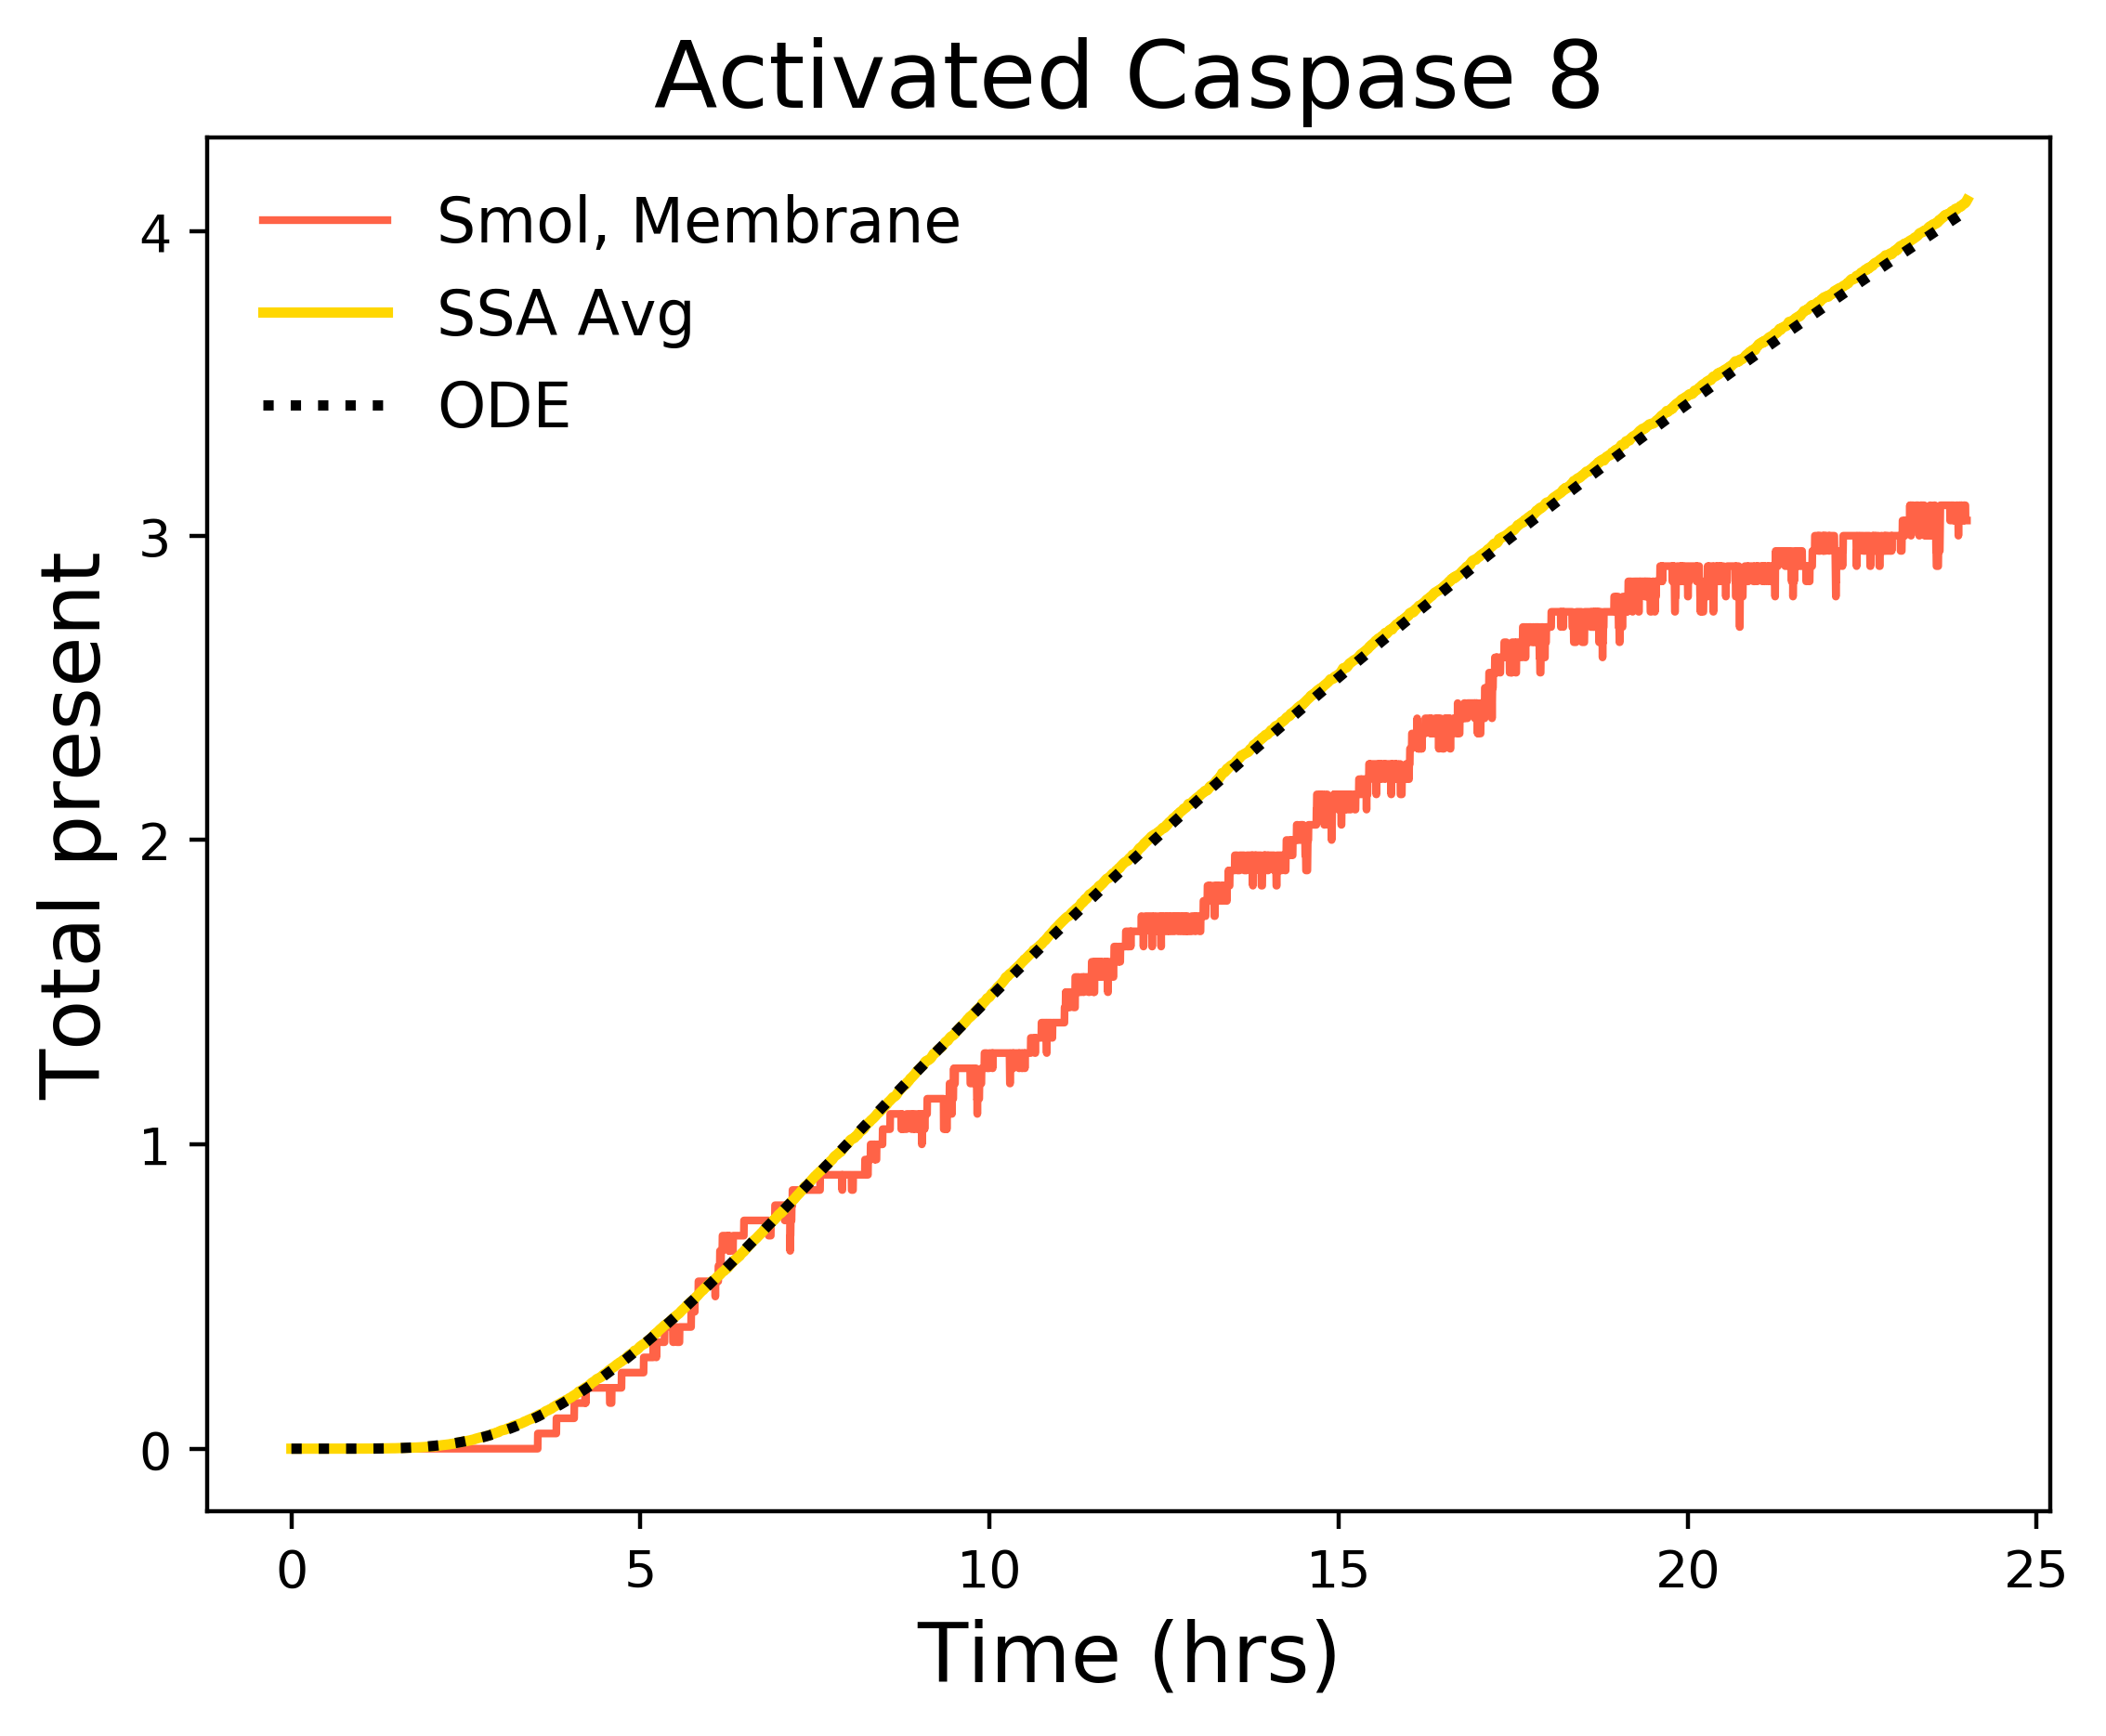 Activated Caspase 8
Smol, Membrane
SSA Avg
ODE
Total present
4
3
2
1
0
0 5 10 15 20 25
Time (hrs)